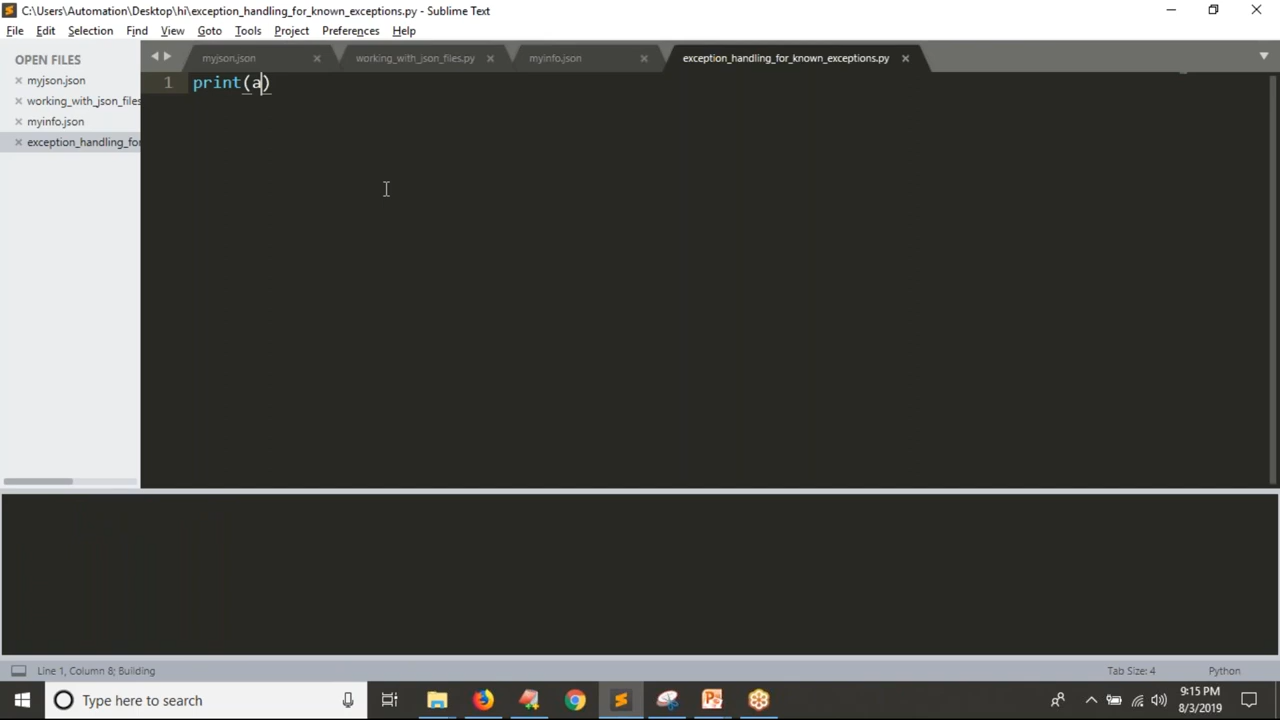 C:\Users\Automation\Desktop\hi\exception_handling_for_known_exceptions.py - Sublime Text
File Edit Selection Find View Goto Tools Project Preferences Help
OPEN FILES
myjson.json
working_with_json_files
myinfo.json
exception_handling_for
myjson.json working_with_json_files.py myinfo.json exception_handling_for_known_exceptions.py
1 print(a)
Line 1, Column 8; Building Tab Size: 4 Python
Type here to search
9:15 PM
8/3/2019